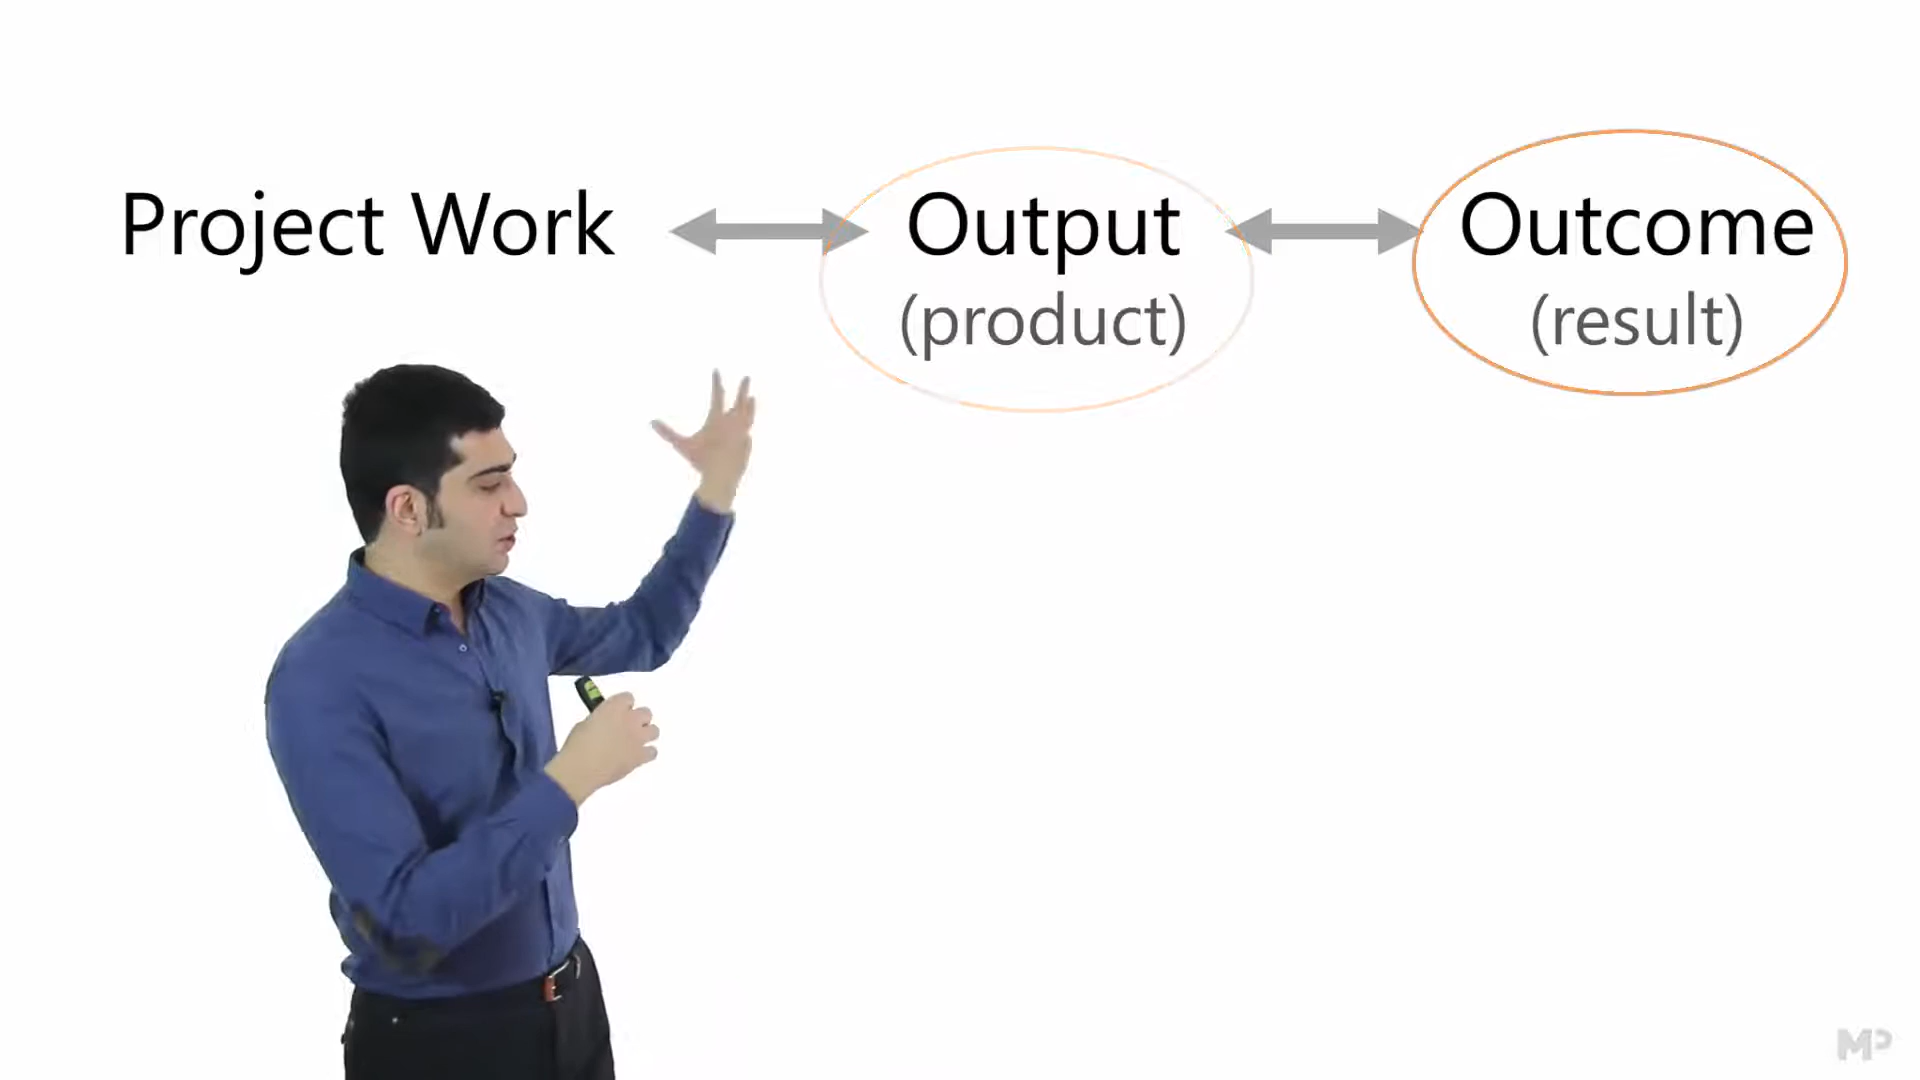 Project Work
Output
Outcome
(product)
(result)
MP